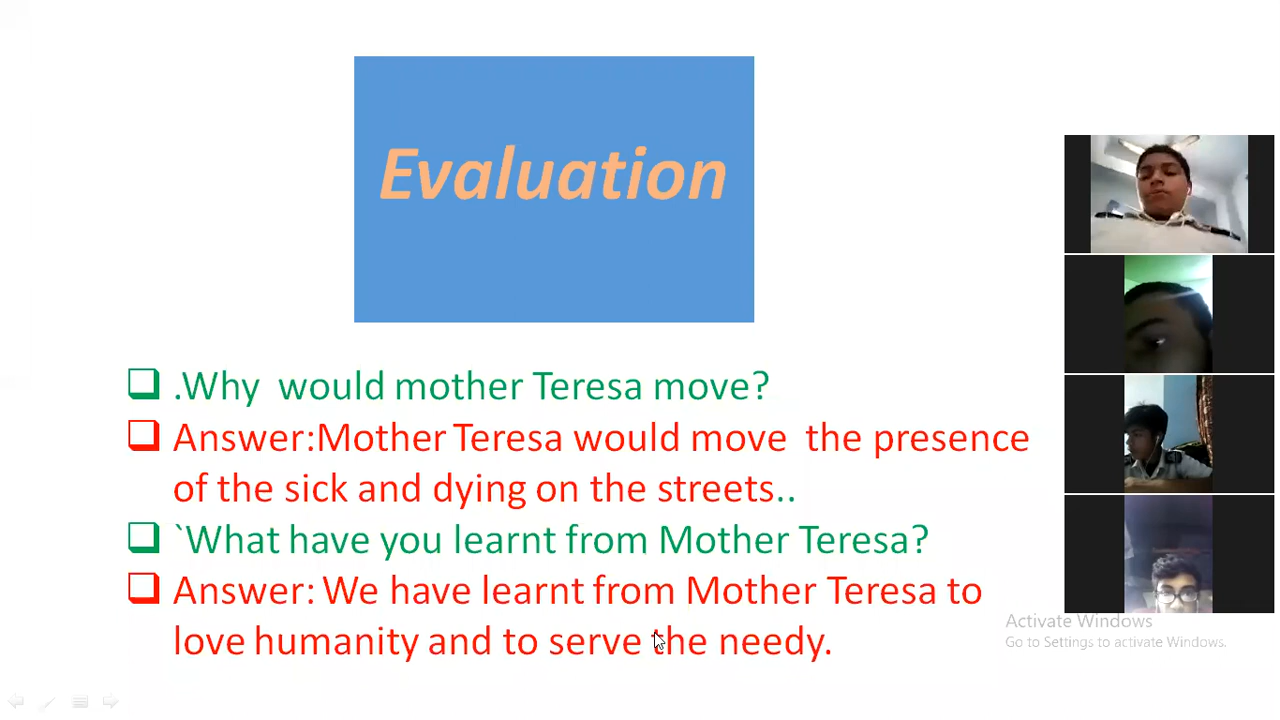 Evaluation
.Why would mother Teresa move?
Answer:Mother Teresa would move the presence
of the sick and dying on the streets..
`What have you learnt from Mother Teresa?
Answer: We have learnt from Mother Teresa to
love humanity and to serve the needy.
Activate Windows
Go to Settings to activate Windows.